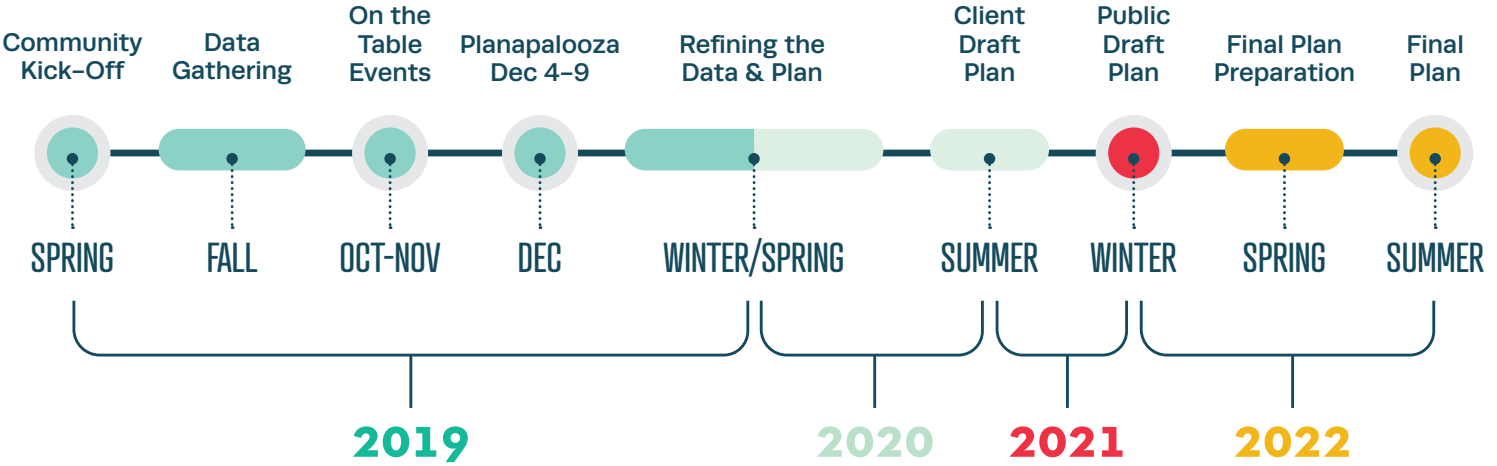 Community
Kick-Off
Data
Gathering
On the
Table
Events
Planapalooza
Dec 4-9
Refining the
Data & Plan
Client
Draft
Plan
Public
Draft
Plan
Final Plan
Preparation
Final
Plan
SPRING
FALL
OCT-NOV
DEC
WINTER/SPRING
SUMMER
WINTER
SPRING
SUMMER
2019
2020
2021
2022